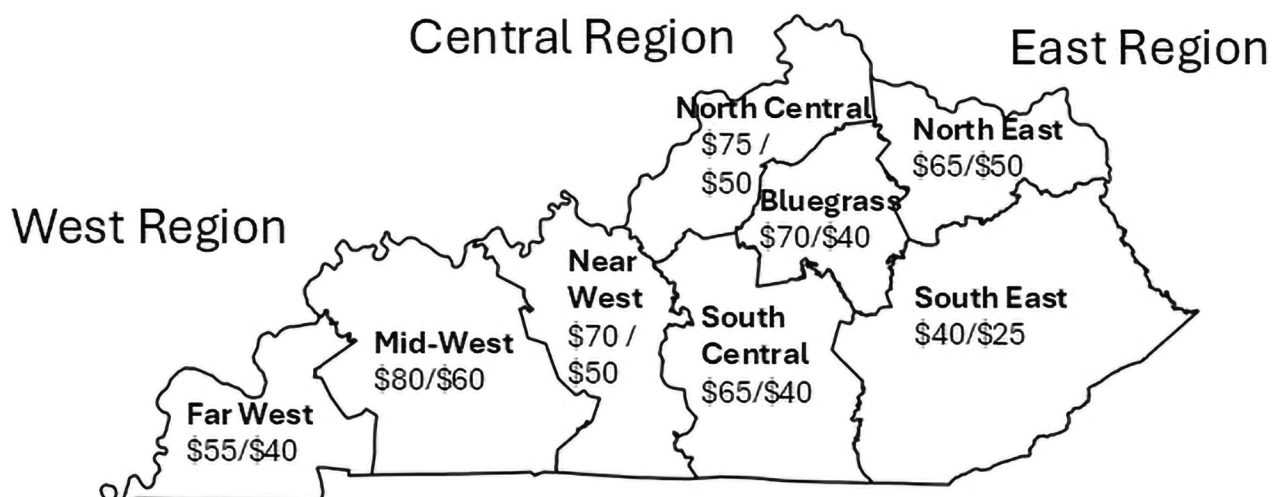 Central Region
East Region
North Central
$75 /
$50
North East
$65/$50
Bluegrass
$70/$40
West Region
Near
West
$70 /
$50
South
Central
$65/$40
South East
$40/$25
Mid-West
$80/$60
Far West
$55/$40